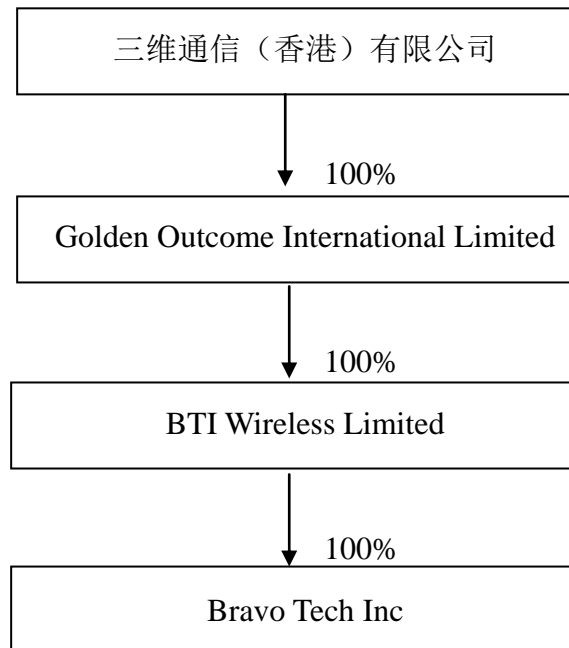 三维通信（香港）有限公司
100%
Golden Outcome International Limited
100%
BTI Wireless Limited
100%
Bravo Tech Inc